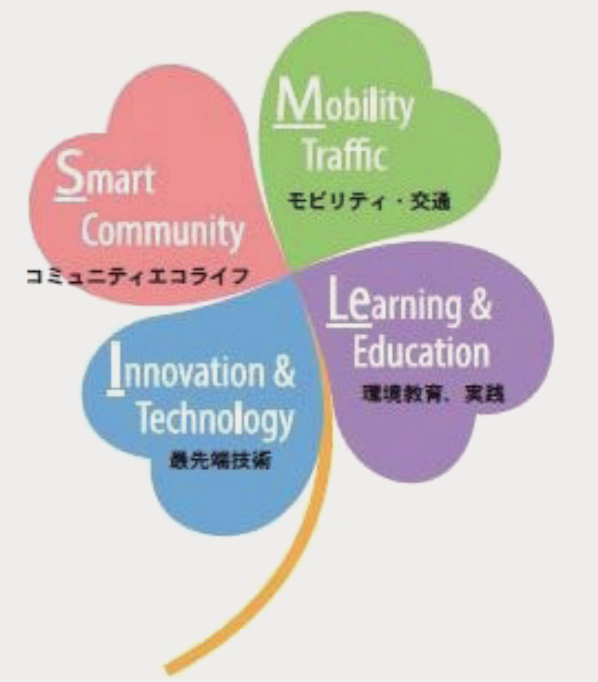 Smart
Community
コミュニティエコライフ
Mobility
Traffic
モビリティ・交通
Innovation &
Technology
最先端技術
Learning &
Education
環境教育、実践